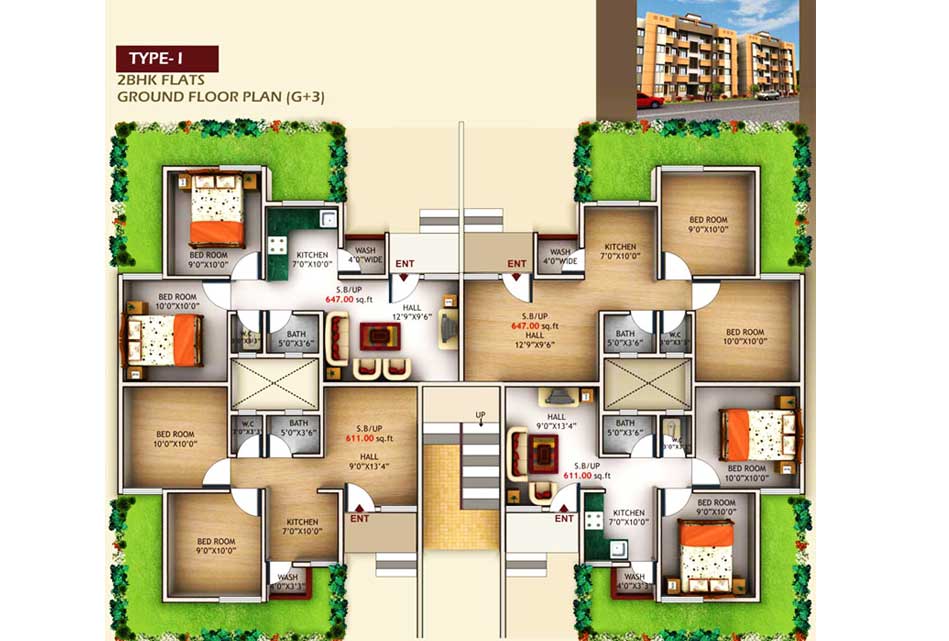 TYPE- I
2BHK FLATS
GROUND FLOOR PLAN (G+3)
BED ROOM
9'0"X10'0"
KITCHEN
7'0"X10'0"
WASH
4'0"WIDE
ENT
BED ROOM
10'0"X10'0"
S.B/UP
647.00 sq.ft
HALL
12'9"X9'6"
W.C
3'0"X3'3"
BATH
5'0"X3'6"
BED ROOM
9'0"X10'0"
KITCHEN
7'0"X10'0"
WASH
4'0"WIDE
ENT
S.B/UP
647.00 sq.ft
HALL
12'9"X9'6"
BATH
5'0"X3'6"
W.C
3'0"X3'3"
BED ROOM
10'0"X10'0"
BED ROOM
10'0"X10'0"
W.C
3'0"X3'3"
BATH
5'0"X3'6"
S.B/UP
611.00 sq.ft
HALL
9'0"X13'4"
BED ROOM
9'0"X10'0"
KITCHEN
7'0"X10'0"
ENT
WASH
4'0"X3'3"
UP
HALL
9'0"X13'4"
BATH
5'0"X3'6"
W.C
3'0"X3'3"
S.B/UP
611.00 sq.ft
BED ROOM
10'0"X10'0"
ENT
KITCHEN
7'0"X10'0"
BED ROOM
9'0"X10'0"
WASH
4'0"X3'3"